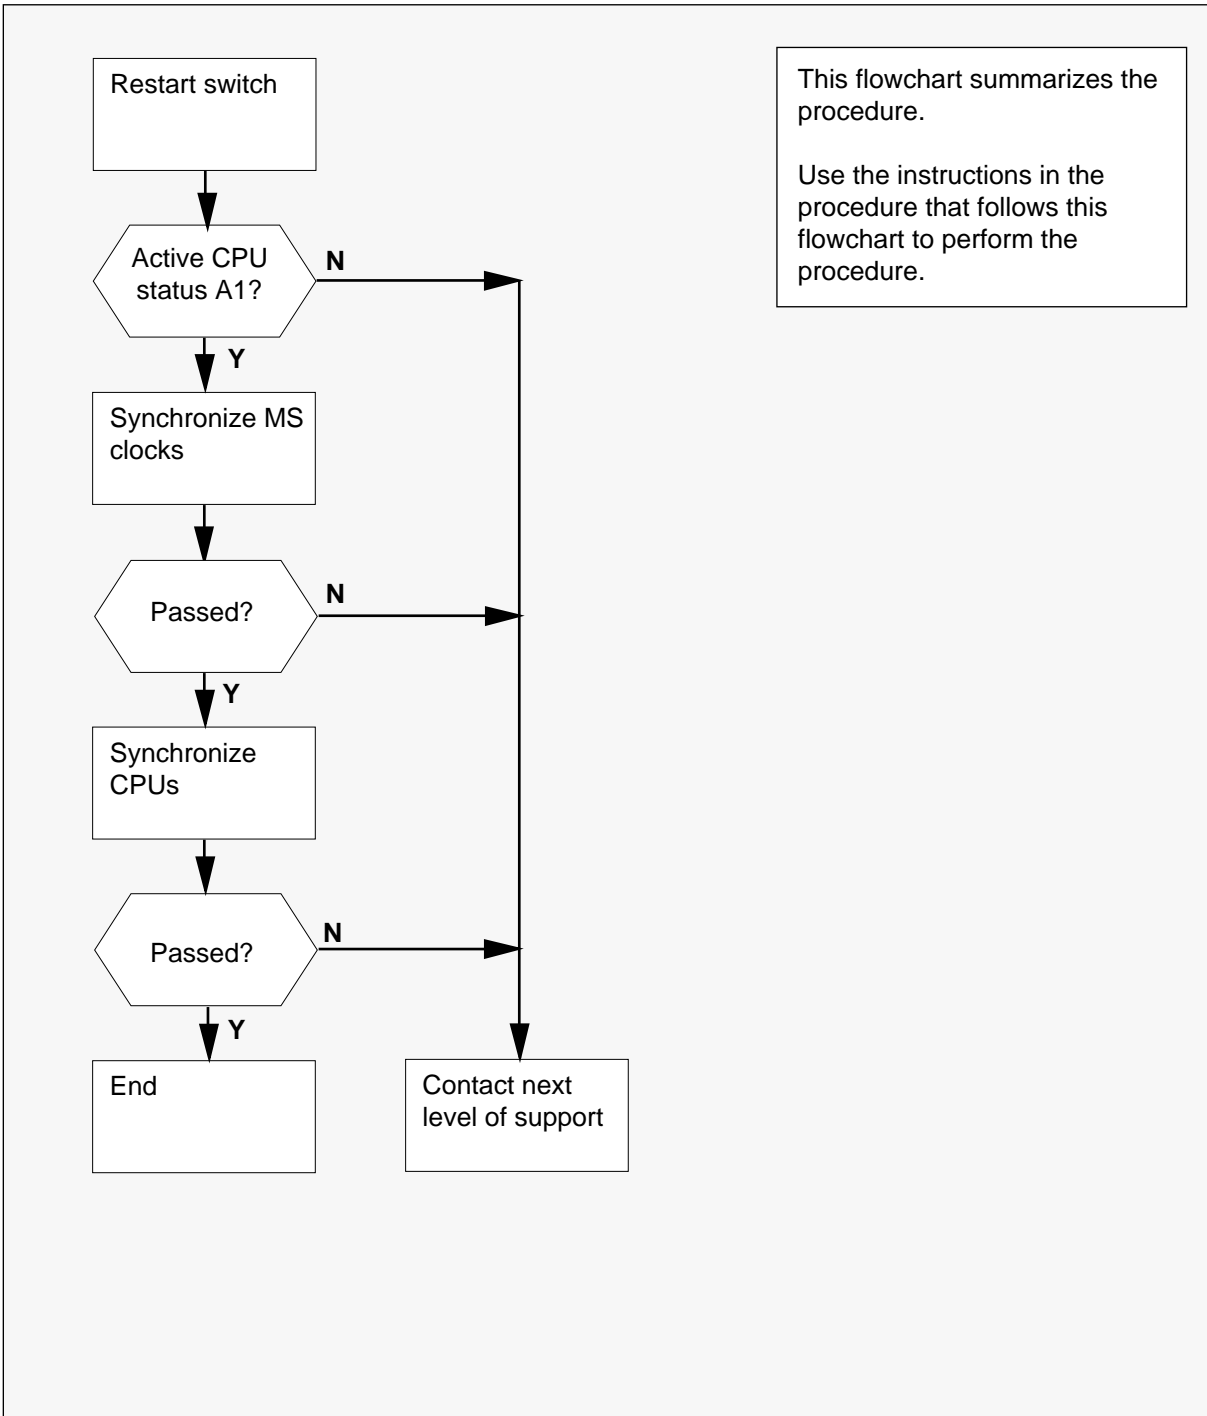 Restart switch
This flowchart summarizes the
procedure.
Use the instructions in the
procedure that follows this
flowchart to perform the
procedure.
Active CPU
status A1?
N
Y
Synchronize MS
clocks
Passed?
N
Y
Synchronize
CPUs
Passed?
N
Y
End
Contact next
level of support